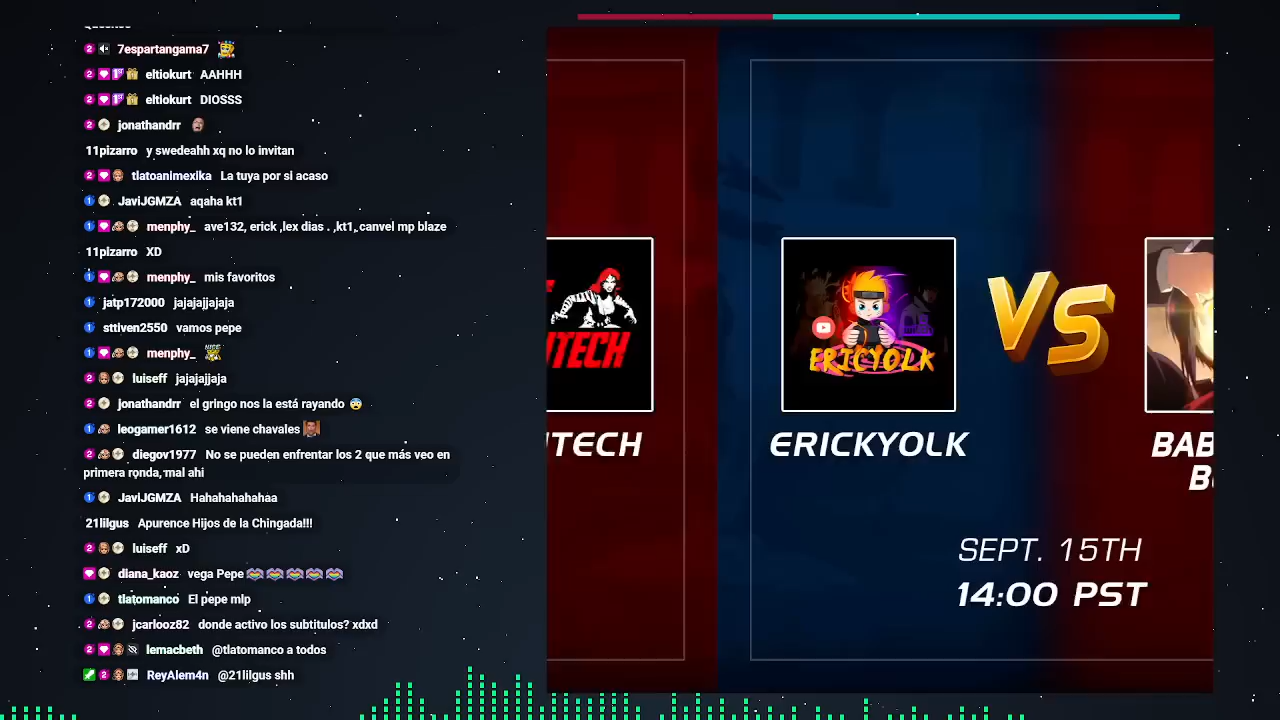 7espartangama7
eltiokurt AAHHH
eltiokurt DIOSSS
jonathandrr
11pizarro y swedeahh xq no lo invitan
tlatoanimexika La tuya por si acaso
JaviJGMZA aqaha kt1
menphy_ ave132, erick ,lex dias . ,kt1, canvel mp blaze
11pizarro XD
menphy_ mis favoritos
jatp172000 jajajajjajaja
sttiven2550 vamos pepe
menphy_
luiseff jajajajjaja
jonathandrr el gringo nos la está rayando
leogamer1612 se viene chavales
diegov1977 No se pueden enfrentar los 2 que más veo en
primera ronda, mal ahi
JaviJGMZA Hahahahahahaa
21lilgus Apurence Hijos de la Chingada!!!
luiseff xD
diana_kaoz vega Pepe
tlatomanco El pepe mlp
jcarlooz82 donde activo los subtitulos? xdxd
lemacbeth @tlatomanco a todos
ReyAlem4n @21lilgus shh
TECH
TECH
ERICYOLK
VS
ERICKYOLK
BAB
B
SEPT. 15TH
14:00 PST